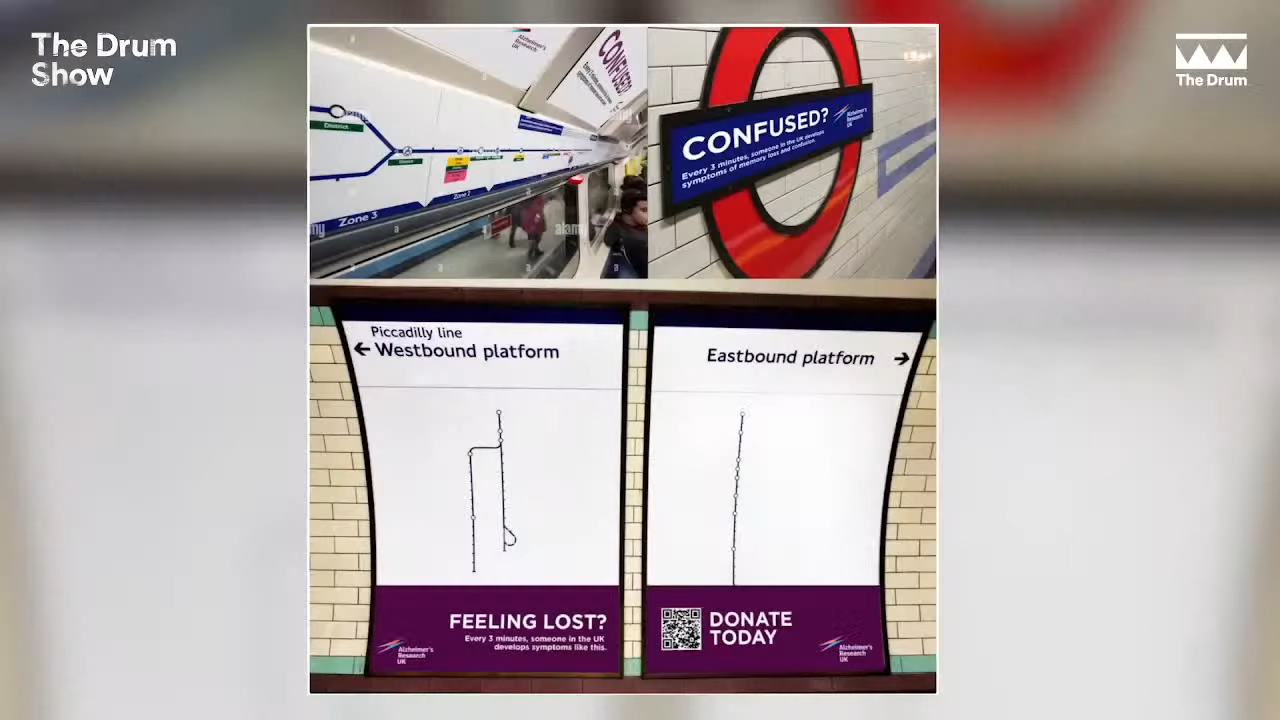 The Drum
Show
The Drum
Alzheimer's
Research
UK
CONFUSED?
District
Zone 3
Zone 2
alamy
CONFUSED?
Every 3 minutes, someone in the UK develops
symptoms of memory loss and confusion.
Alzheimer's
Research
UK
Piccadilly line
← Westbound platform
Eastbound platform →
FEELING LOST?
Every 3 minutes, someone in the UK
develops symptoms like this.
Alzheimer's
Research
UK
DONATE
TODAY
Alzheimer's
Research
UK